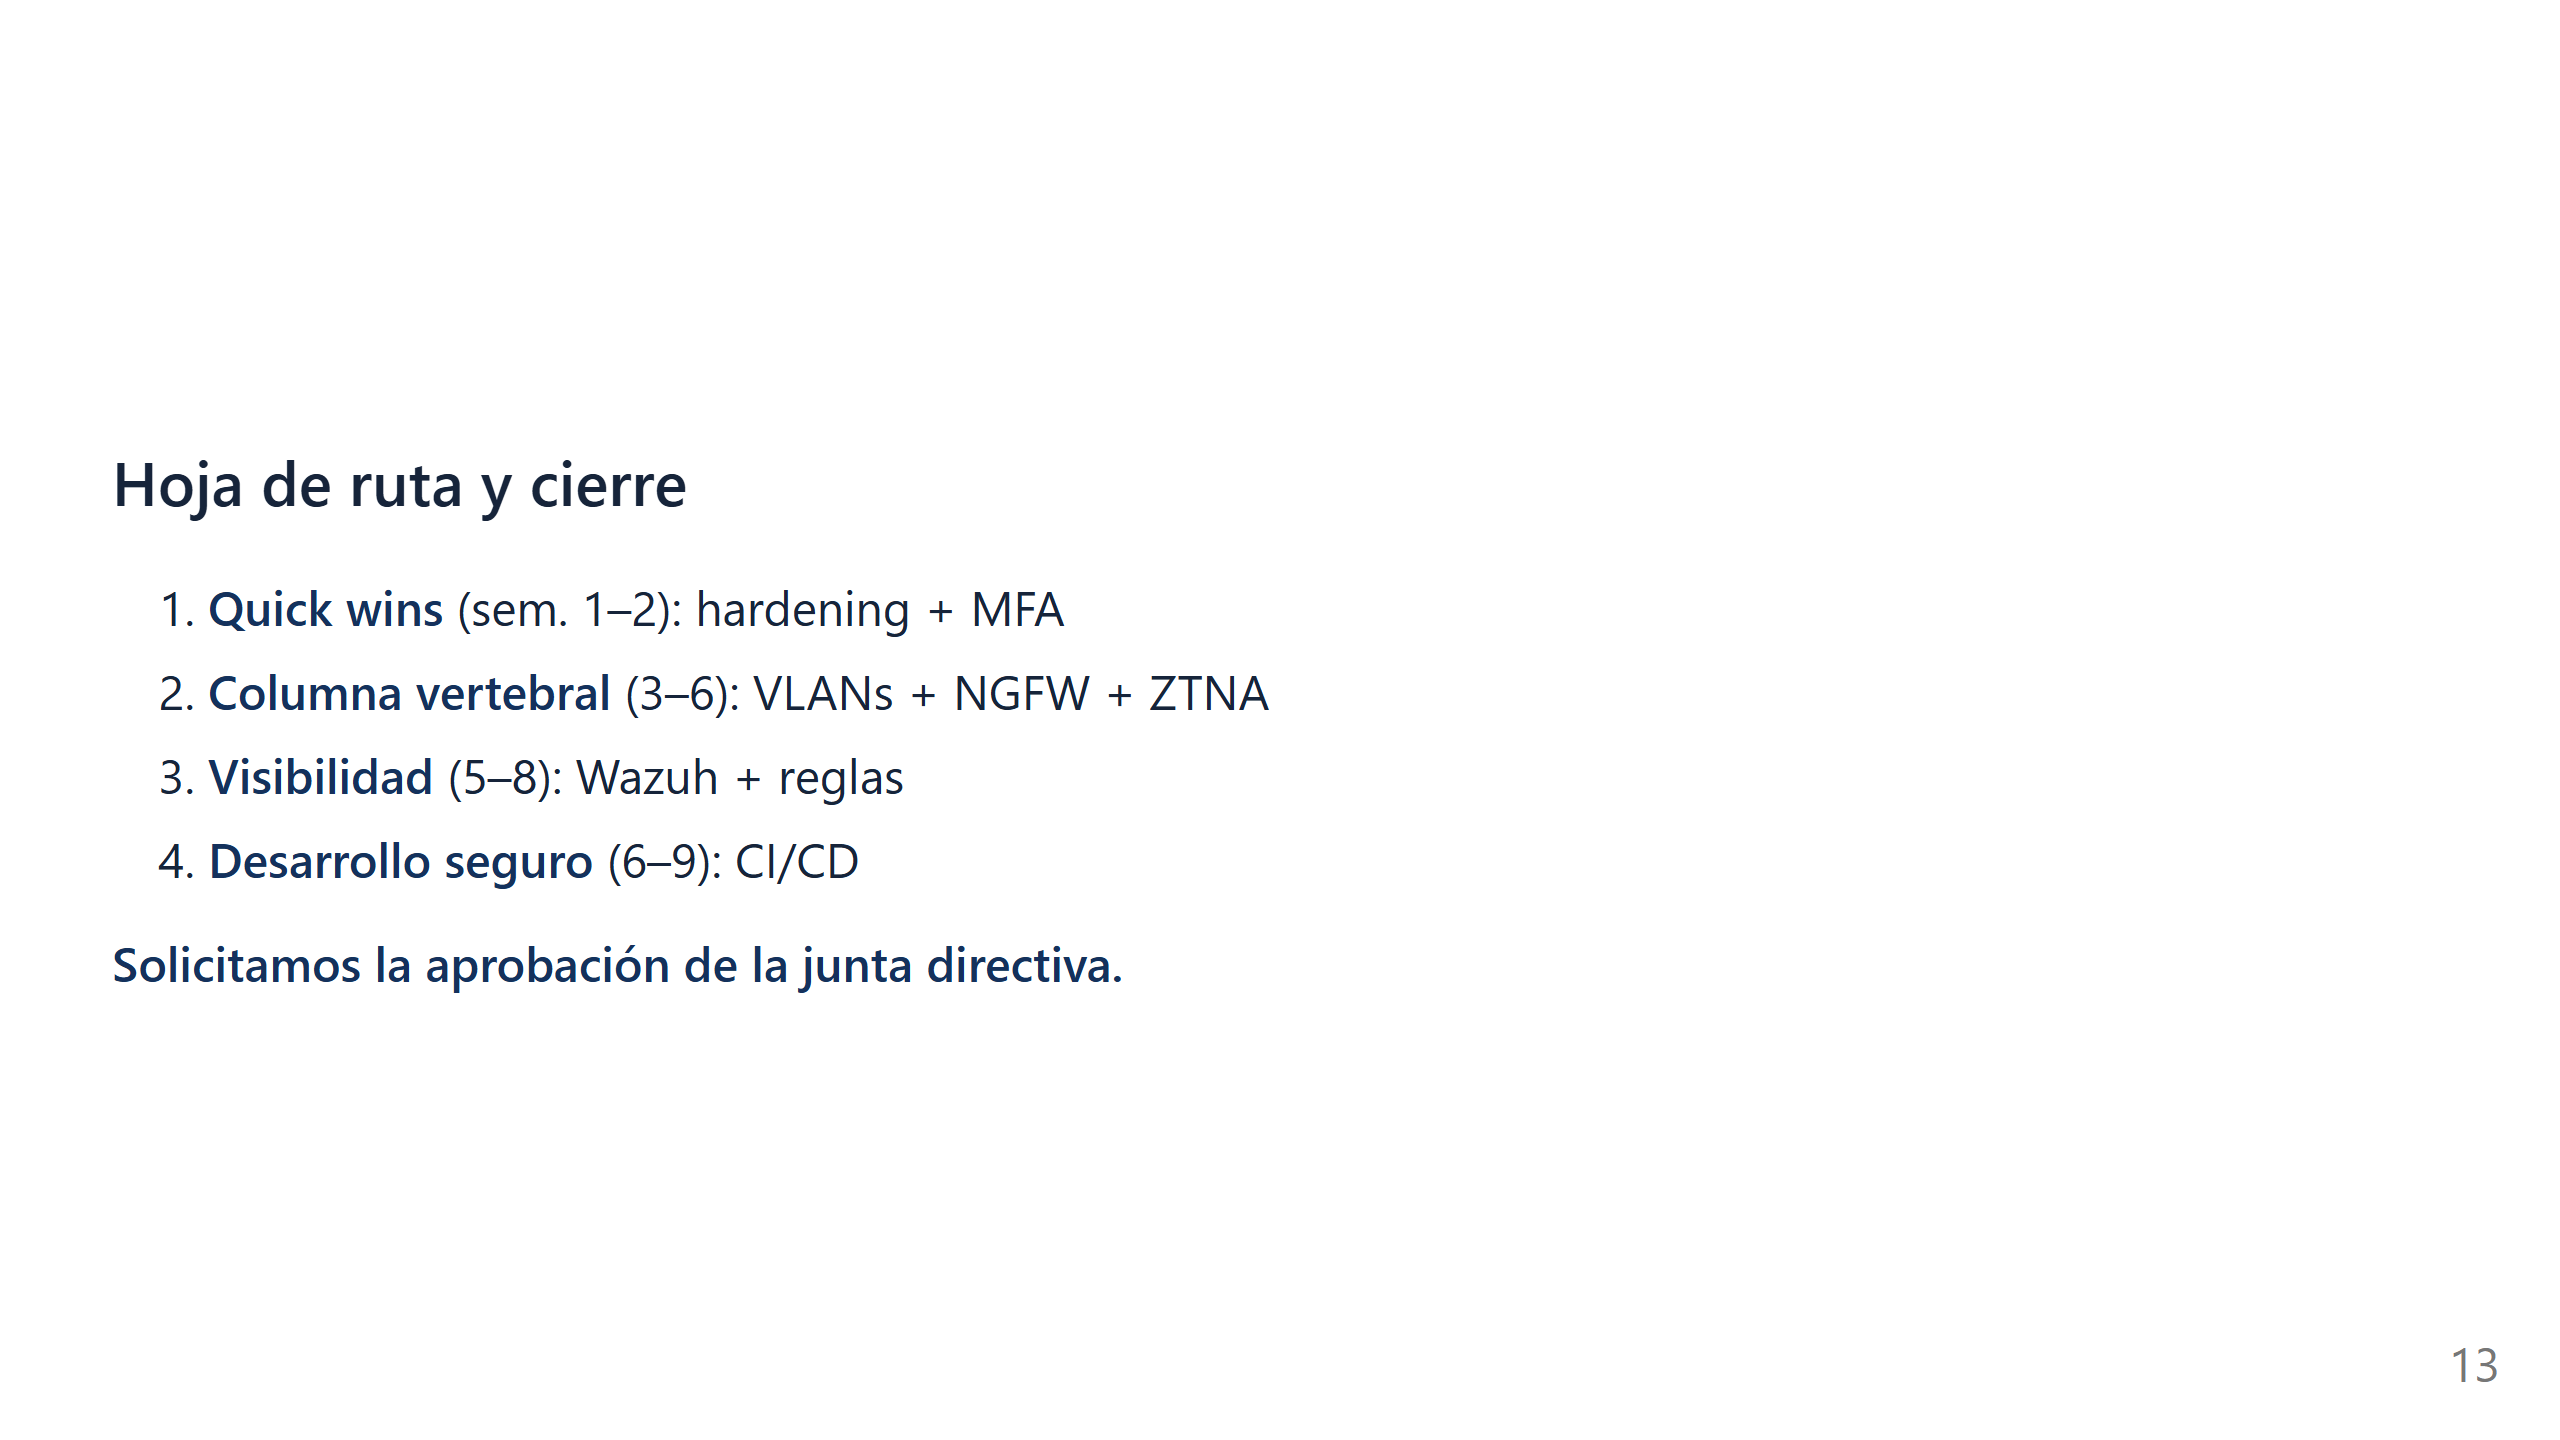 Hoja de ruta y cierre
1. Quick wins (sem. 1–2): hardening + MFA
2. Columna vertebral (3–6): VLANs + NGFW + ZTNA
3. Visibilidad (5–8): Wazuh + reglas
4. Desarrollo seguro (6–9): CI/CD
Solicitamos la aprobación de la junta directiva.
13